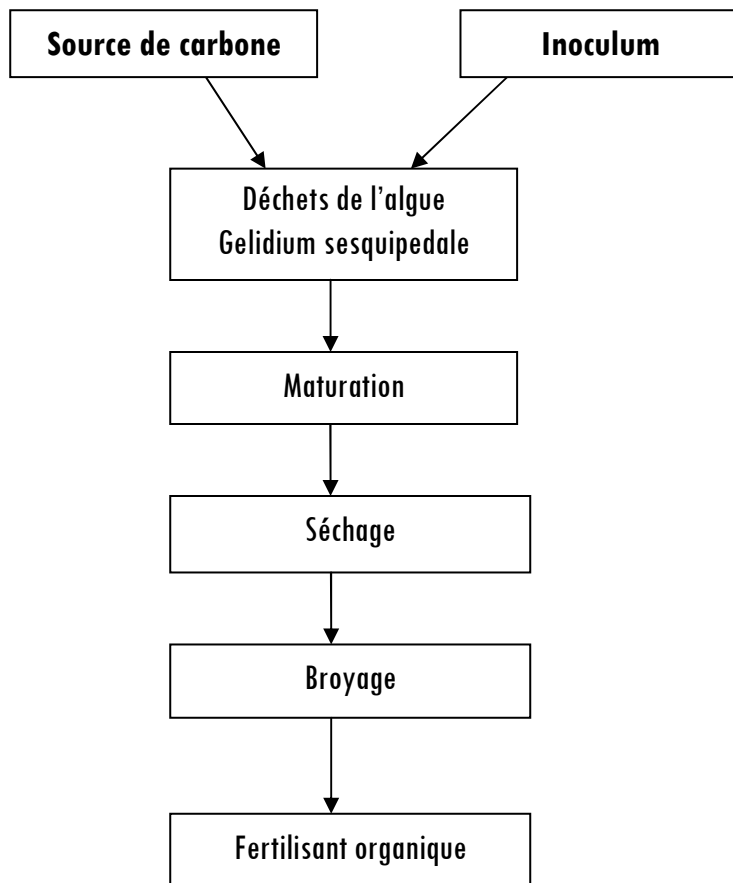 Source de carbone
Inoculum
Déchets de l'algue
Gelidium sesquipedale
Maturation
Séchage
Broyage
Fertilisant organique